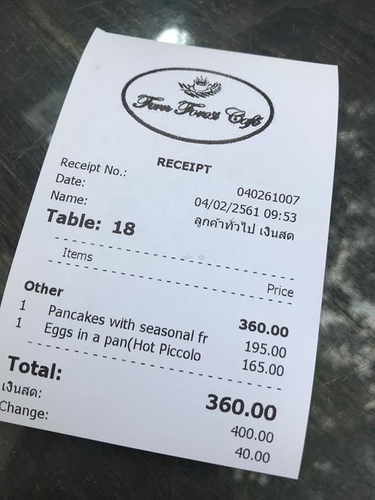 Fern Forest Café
RECEIPT
Receipt No.: 040261007
Date: 04/02/2561 09:53
Name: ลูกค้าทั่วไป เงินสด
Table: 18
Items Price
Other 360.00
1 Pancakes with seasonal fr 195.00
1 Eggs in a pan(Hot Piccolo 165.00
Total: 360.00
เงินสด: 400.00
Change: 40.00